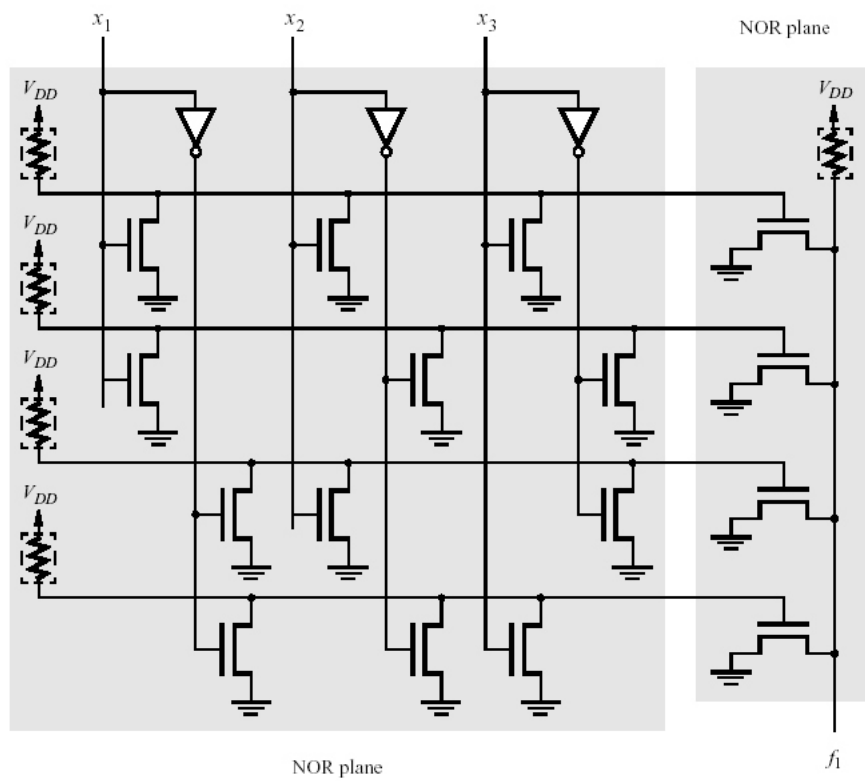 x1 x2 x3
NOR plane
VDD VDD
VDD
VDD
VDD
NOR plane
f1